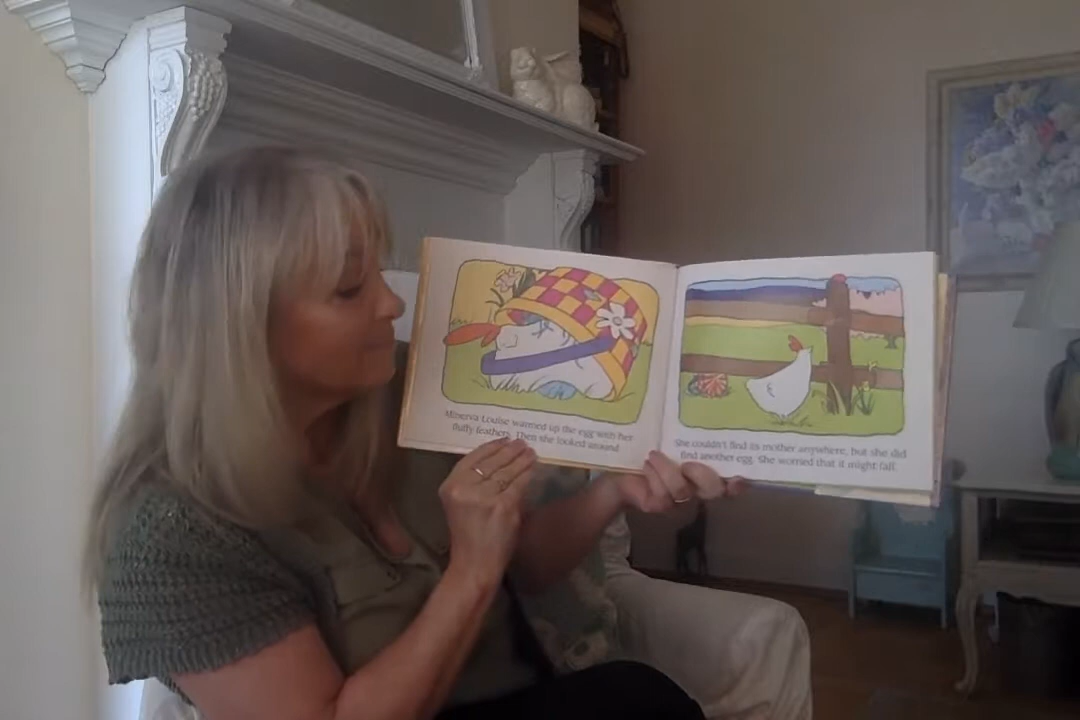 Minerva Louise warmed up the egg with her
fluffy feathers. Then she looked around
She couldn't find its mother anywhere, but she did
find another egg. She worried that it might fall.